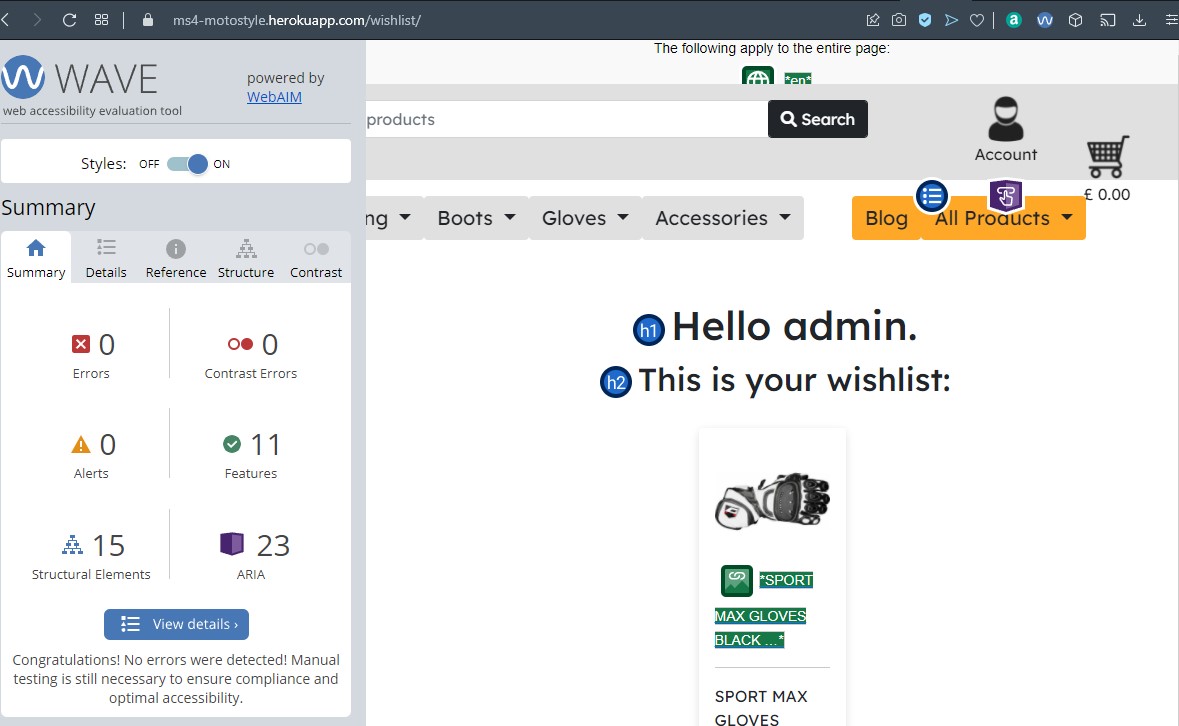 ms4-motostyle.herokuapp.com/wishlist/
WAVE
web accessibility evaluation tool
powered by
WebAIM
Styles: OFF ON
Summary
Summary Details Reference Structure Contrast
0 0
Errors Contrast Errors
0 11
Alerts Features
15 23
Structural Elements ARIA
View details ›
Congratulations! No errors were detected! Manual
testing is still necessary to ensure compliance and
optimal accessibility.
The following apply to the entire page:
*en*
products Search
Account
£ 0.00
ng Boots Gloves Accessories Blog All Products
h1 Hello admin.
h2 This is your wishlist:
*SPORT
MAX GLOVES
BLACK ...*
SPORT MAX
GLOVES